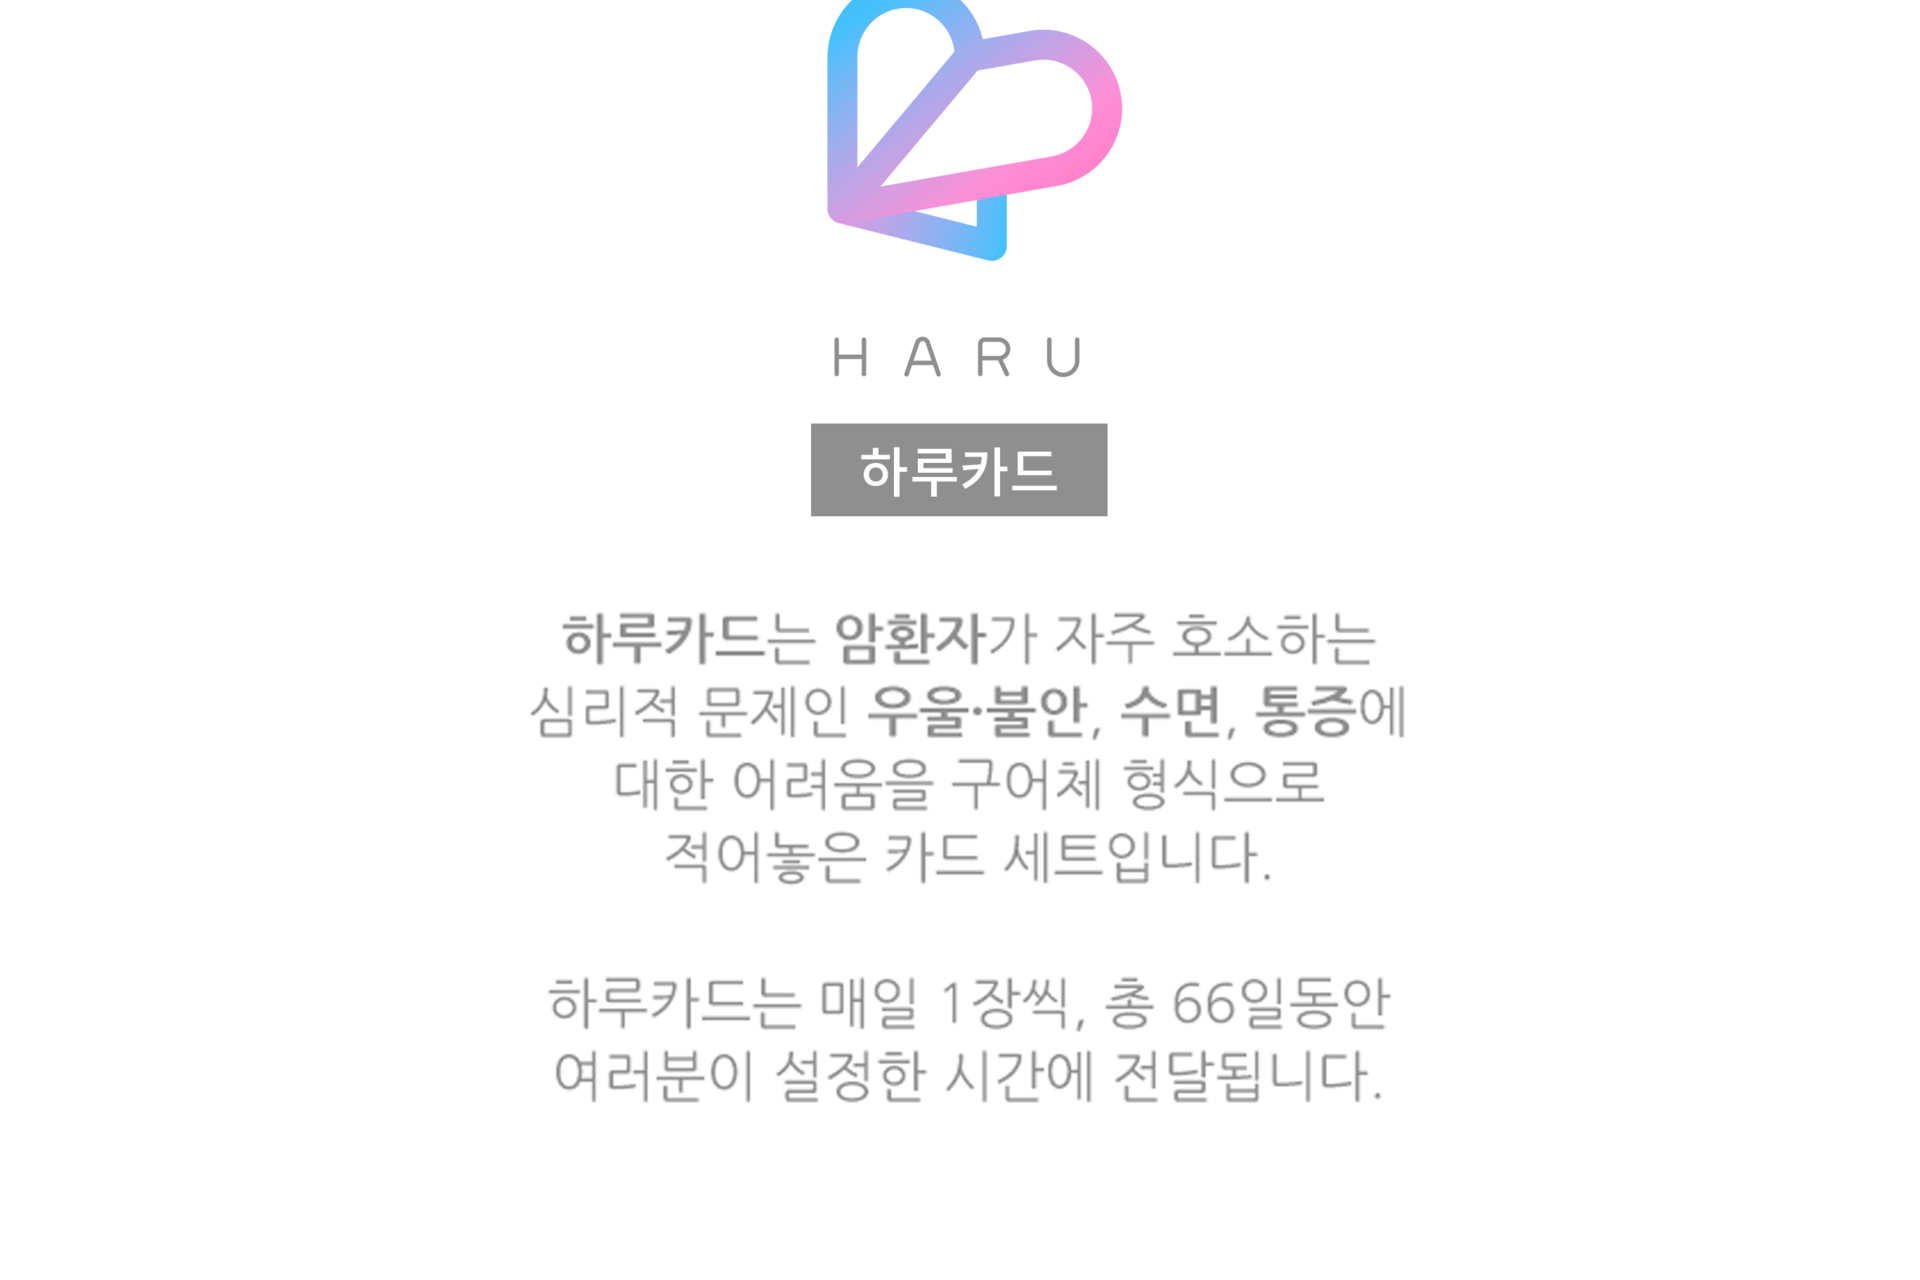 HARU
하루카드
하루카드는 암환자가 자주 호소하는
심리적 문제인 우울·불안, 수면, 통증에
대한 어려움을 구어체 형식으로
적어놓은 카드 세트입니다.
하루카드는 매일 1장씩, 총 66일동안
여러분이 설정한 시간에 전달됩니다.